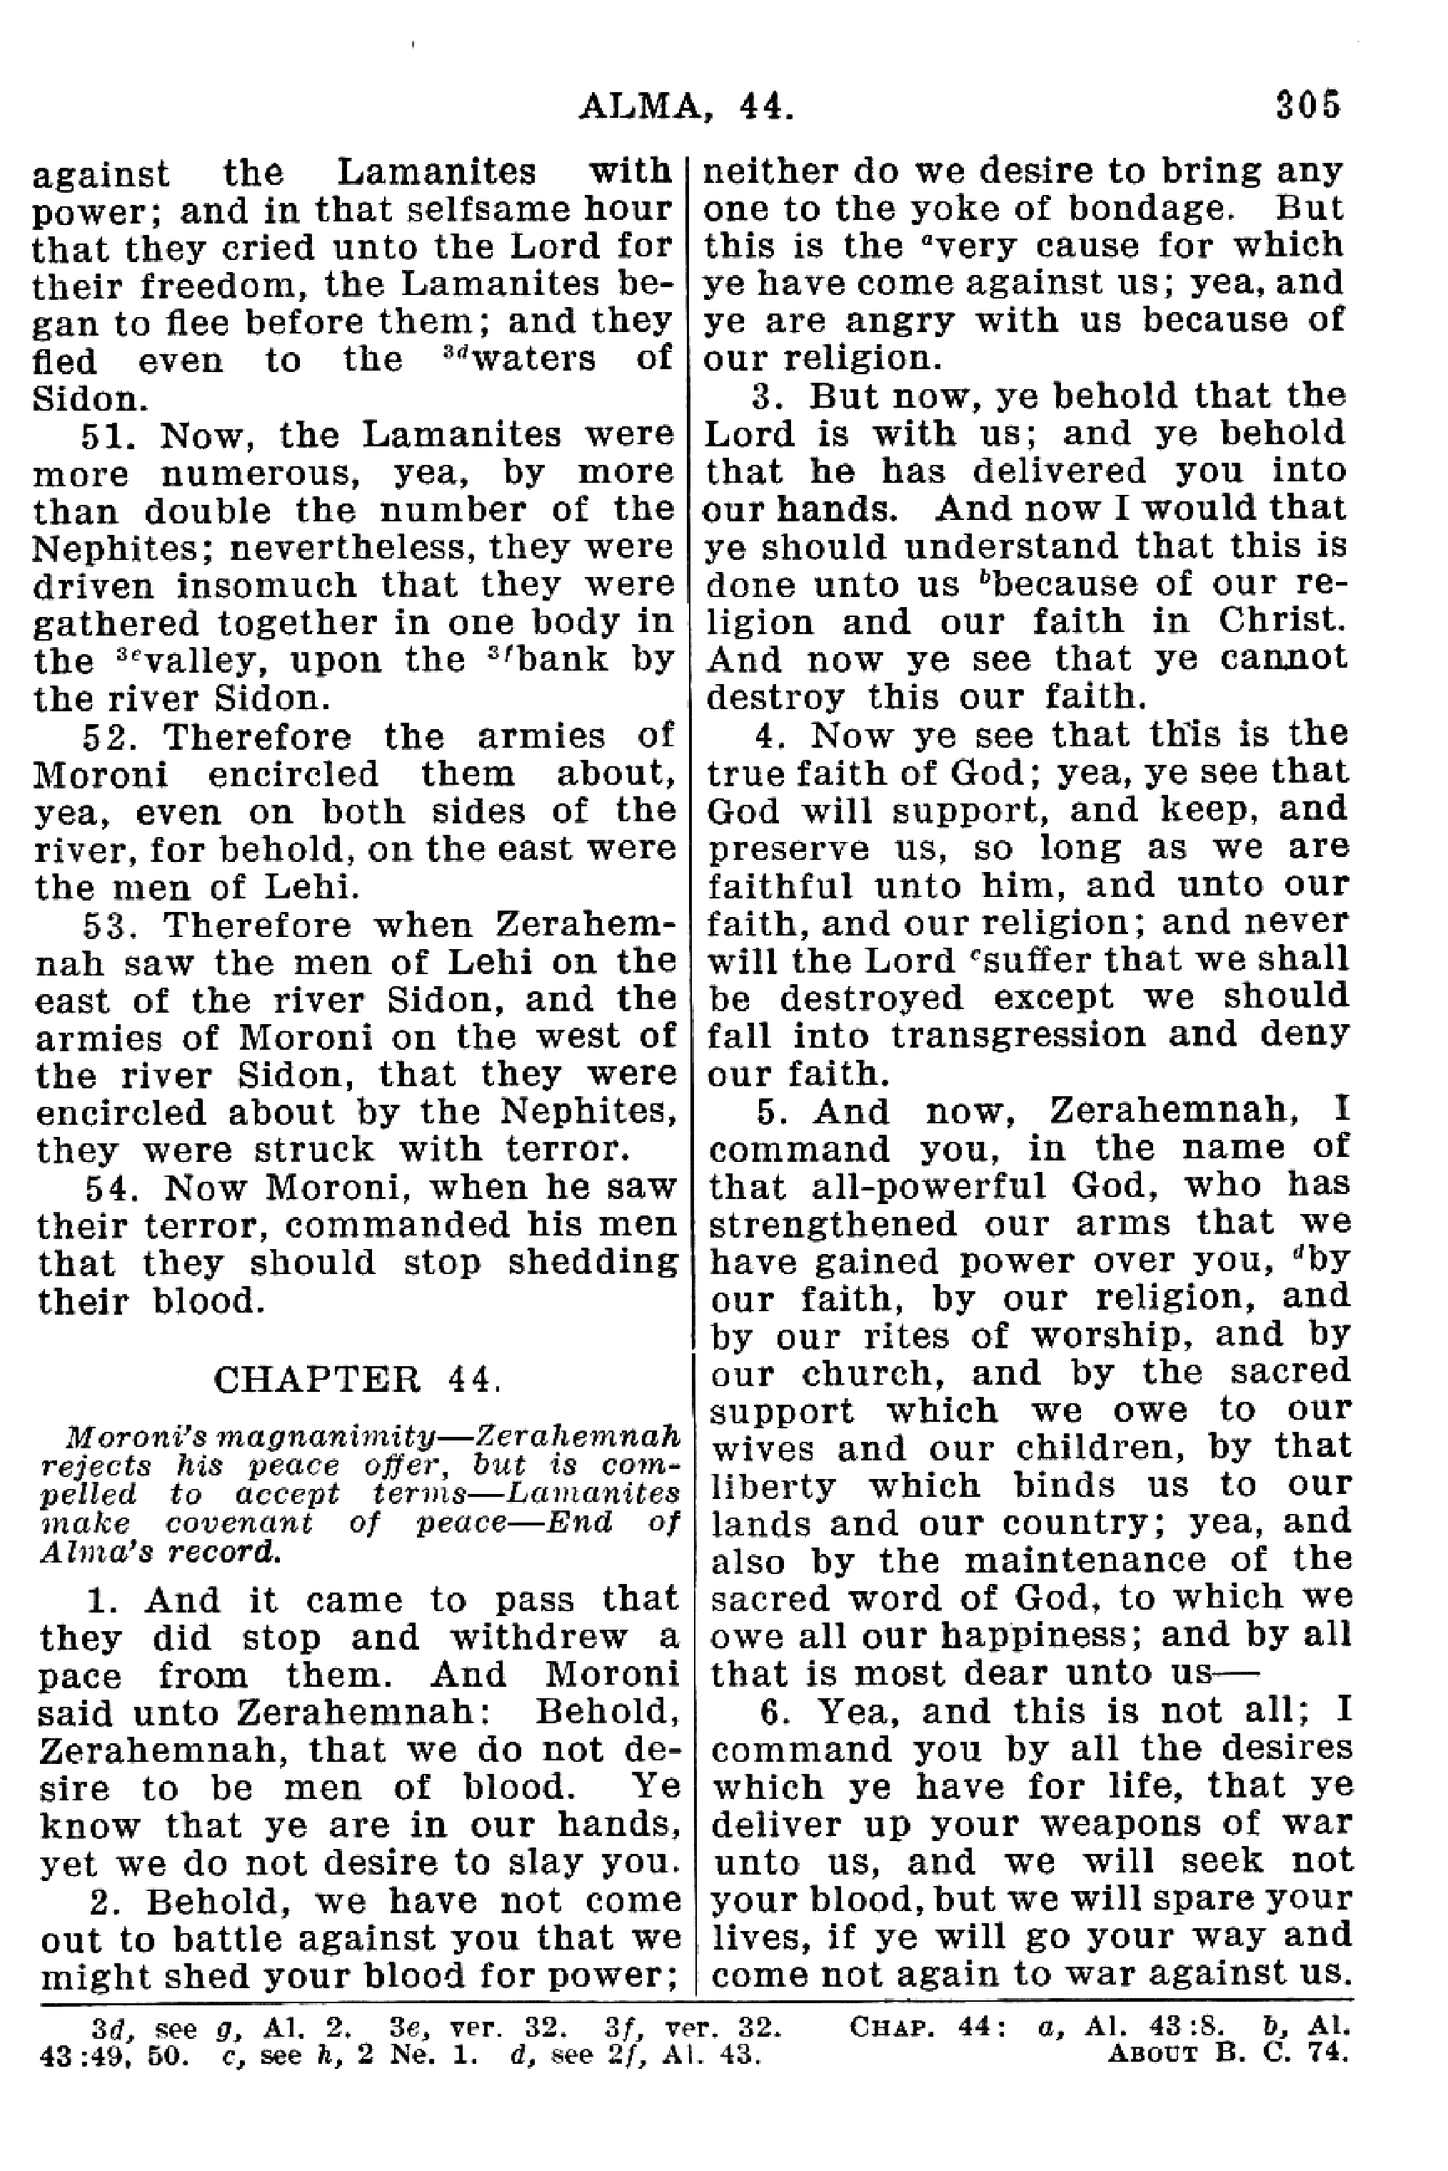 ALMA, 44. 305
against the Lamanites with
power; and in that selfsame hour
that they cried unto the Lord for
their freedom, the Lamanites be-
gan to flee before them; and they
fled even to the ³ᵈwaters of
Sidon.
51. Now, the Lamanites were
more numerous, yea, by more
than double the number of the
Nephites; nevertheless, they were
driven insomuch that they were
gathered together in one body in
the ³ᵉvalley, upon the ³ᶠbank by
the river Sidon.
52. Therefore the armies of
Moroni encircled them about,
yea, even on both sides of the
river, for behold, on the east were
the men of Lehi.
53. Therefore when Zerahem-
nah saw the men of Lehi on the
east of the river Sidon, and the
armies of Moroni on the west of
the river Sidon, that they were
encircled about by the Nephites,
they were struck with terror.
54. Now Moroni, when he saw
their terror, commanded his men
that they should stop shedding
their blood.
CHAPTER 44.
Moroni's magnanimity—Zerahemnah
rejects his peace offer, but is com-
pelled to accept terms—Lamanites
make covenant of peace—End of
Alma's record.
1. And it came to pass that
they did stop and withdrew a
pace from them. And Moroni
said unto Zerahemnah: Behold,
Zerahemnah, that we do not de-
sire to be men of blood. Ye
know that ye are in our hands,
yet we do not desire to slay you.
2. Behold, we have not come
out to battle against you that we
might shed your blood for power;
neither do we desire to bring any
one to the yoke of bondage. But
this is the ᵃvery cause for which
ye have come against us; yea, and
ye are angry with us because of
our religion.
3. But now, ye behold that the
Lord is with us; and ye behold
that he has delivered you into
our hands. And now I would that
ye should understand that this is
done unto us ᵇbecause of our re-
ligion and our faith in Christ.
And now ye see that ye cannot
destroy this our faith.
4. Now ye see that this is the
true faith of God; yea, ye see that
God will support, and keep, and
preserve us, so long as we are
faithful unto him, and unto our
faith, and our religion; and never
will the Lord ᶜsuffer that we shall
be destroyed except we should
fall into transgression and deny
our faith.
5. And now, Zerahemnah, I
command you, in the name of
that all-powerful God, who has
strengthened our arms that we
have gained power over you, ᵈby
our faith, by our religion, and
by our rites of worship, and by
our church, and by the sacred
support which we owe to our
wives and our children, by that
liberty which binds us to our
lands and our country; yea, and
also by the maintenance of the
sacred word of God, to which we
owe all our happiness; and by all
that is most dear unto us—
6. Yea, and this is not all; I
command you by all the desires
which ye have for life, that ye
deliver up your weapons of war
unto us, and we will seek not
your blood, but we will spare your
lives, if ye will go your way and
come not again to war against us.
3d, see g, Al. 2. 3e, ver. 32. 3f, ver. 32. CHAP. 44: a, Al. 43:8. b, Al.
43:49, 50. c, see h, 2 Ne. 1. d, see 2f, Al. 43. ABOUT B. C. 74.